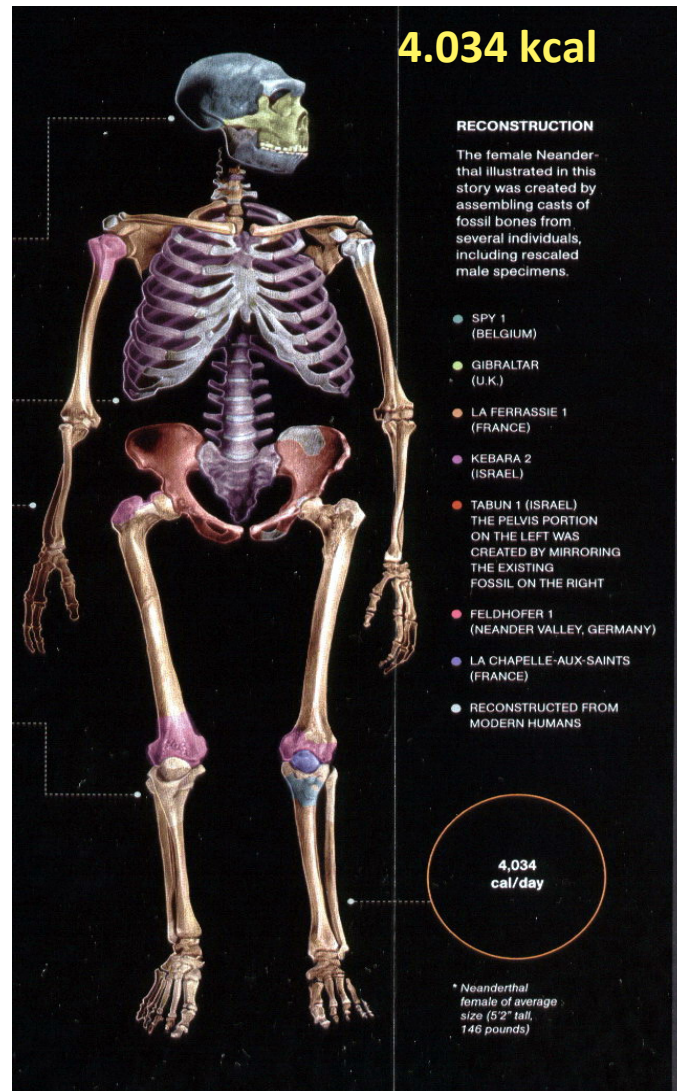 4.034 kcal
RECONSTRUCTION
The female Neander-
thal illustrated in this
story was created by
assembling casts of
fossil bones from
several individuals,
including rescaled
male specimens.
SPY 1
(BELGIUM)
GIBRALTAR
(U.K.)
LA FERRASSIE 1
(FRANCE)
KEBARA 2
(ISRAEL)
TABUN 1 (ISRAEL)
THE PELVIS PORTION
ON THE LEFT WAS
CREATED BY MIRRORING
THE EXISTING
FOSSIL ON THE RIGHT
FELDHOFER 1
(NEANDER VALLEY, GERMANY)
LA CHAPELLE-AUX-SAINTS
(FRANCE)
RECONSTRUCTED FROM
MODERN HUMANS
4,034
cal/day
* Neanderthal
female of average
size (5'2" tall,
146 pounds)